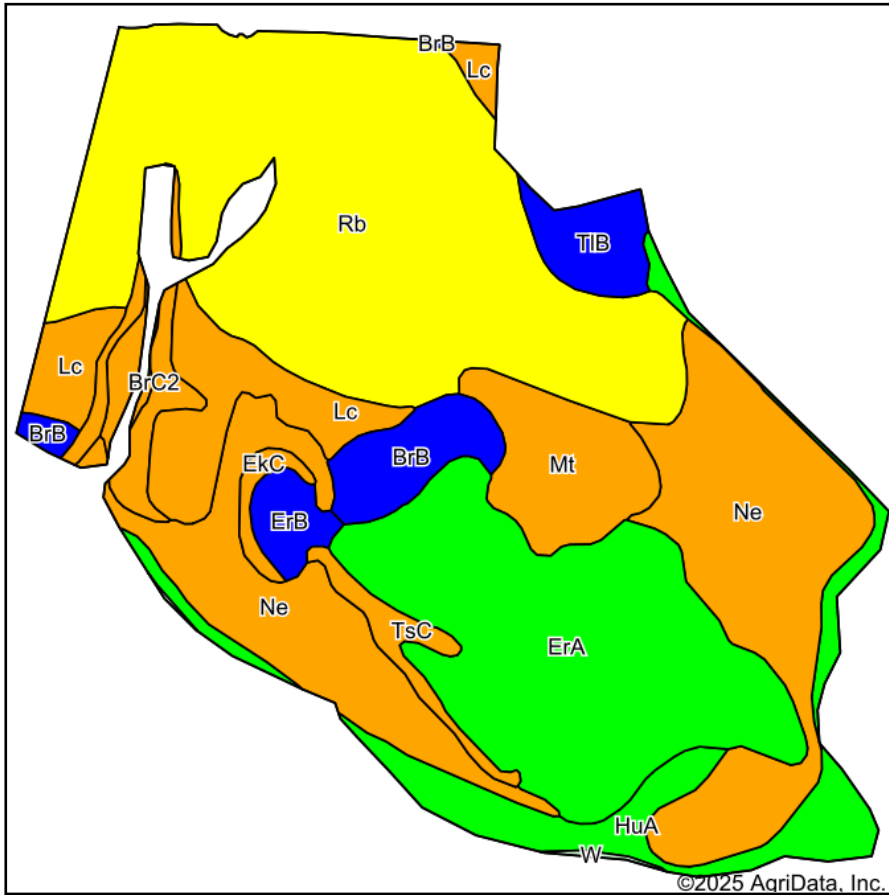 BrB
Lc
Rb
TIB
Lc
BrC2
Lc
BrB
EkC
BrB
Mt
ErB
Ne
Ne
TsC
ErA
HuA
W
©2025 AgriData, Inc.